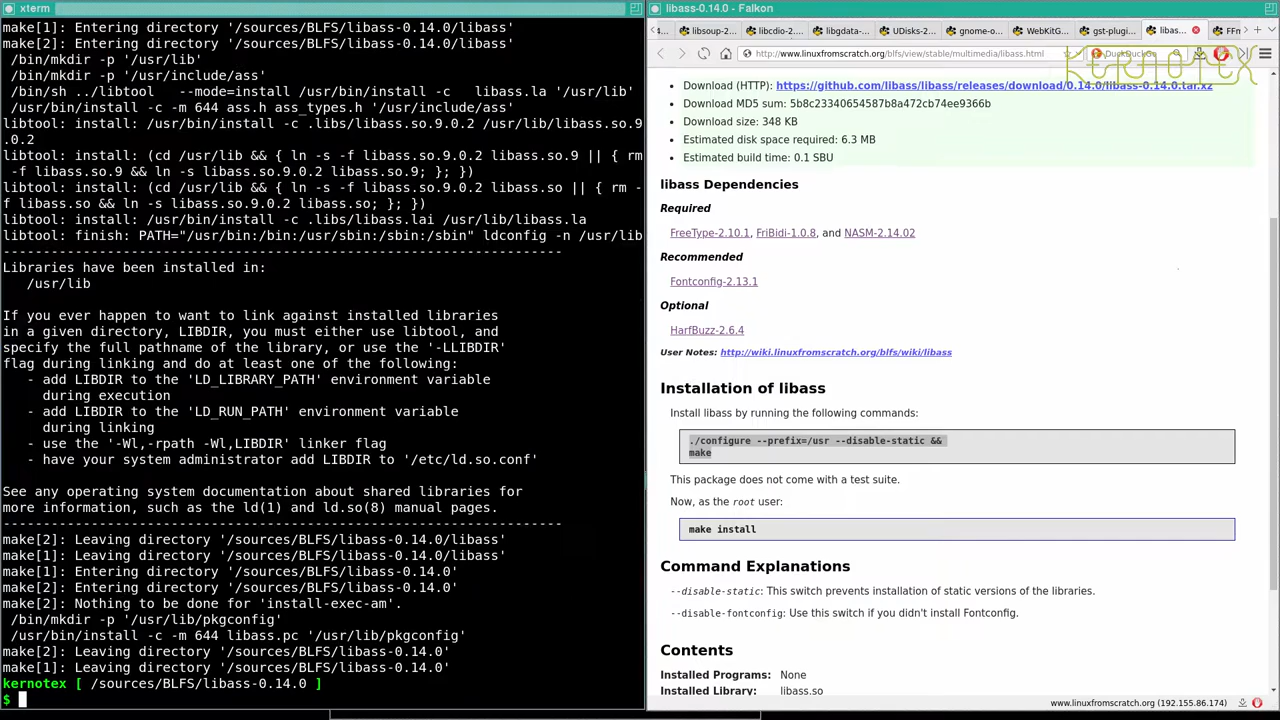 xterm
make[1]: Entering directory '/sources/BLFS/libass-0.14.0/libass'
make[2]: Entering directory '/sources/BLFS/libass-0.14.0/libass'
 /bin/mkdir -p '/usr/lib'
 /bin/mkdir -p '/usr/include/ass'
 /bin/sh ../libtool   --mode=install /usr/bin/install -c   libass.la '/usr/lib'
 /usr/bin/install -c -m 644 ass.h ass_types.h '/usr/include/ass'
libtool: install: /usr/bin/install -c .libs/libass.so.9.0.2 /usr/lib/libass.so.9
.0.2
libtool: install: (cd /usr/lib && { ln -s -f libass.so.9.0.2 libass.so.9 || { rm
 -f libass.so.9 && ln -s libass.so.9.0.2 libass.so.9; }; })
libtool: install: (cd /usr/lib && { ln -s -f libass.so.9.0.2 libass.so || { rm -
f libass.so && ln -s libass.so.9.0.2 libass.so; }; })
libtool: install: /usr/bin/install -c .libs/libass.lai /usr/lib/libass.la
libtool: finish: PATH="/usr/bin:/bin:/usr/sbin:/sbin:/sbin" ldconfig -n /usr/lib
----------------------------------------------------------------------
Libraries have been installed in:
   /usr/lib
If you ever happen to want to link against installed libraries
in a given directory, LIBDIR, you must either use libtool, and
specify the full pathname of the library, or use the '-LLIBDIR'
flag during linking and do at least one of the following:
   - add LIBDIR to the 'LD_LIBRARY_PATH' environment variable
     during execution
   - add LIBDIR to the 'LD_RUN_PATH' environment variable
     during linking
   - use the '-Wl,-rpath -Wl,LIBDIR' linker flag
   - have your system administrator add LIBDIR to '/etc/ld.so.conf'
See any operating system documentation about shared libraries for
more information, such as the ld(1) and ld.so(8) manual pages.
----------------------------------------------------------------------
make[2]: Leaving directory '/sources/BLFS/libass-0.14.0/libass'
make[1]: Leaving directory '/sources/BLFS/libass-0.14.0/libass'
make[1]: Entering directory '/sources/BLFS/libass-0.14.0'
make[2]: Entering directory '/sources/BLFS/libass-0.14.0'
make[2]: Nothing to be done for 'install-exec-am'.
 /bin/mkdir -p '/usr/lib/pkgconfig'
 /usr/bin/install -c -m 644 libass.pc '/usr/lib/pkgconfig'
make[2]: Leaving directory '/sources/BLFS/libass-0.14.0'
make[1]: Leaving directory '/sources/BLFS/libass-0.14.0'
kernotex [ /sources/BLFS/libass-0.14.0 ]
$
libass-0.14.0 - Falkon
4... libsoup-2... libcdio-2... libgdata-... UDisks-2... gnome-o... WebKitG... gst-plugi... libas... FFm
http://www.linuxfromscratch.org/blfs/view/stable/multimedia/libass.html DuckDuckGo
KERNOTEX
• Download (HTTP): https://github.com/libass/libass/releases/download/0.14.0/libass-0.14.0.tar.xz
• Download MD5 sum: 5b8c23340654587b8a472cb74ee9366b
• Download size: 348 KB
• Estimated disk space required: 6.3 MB
• Estimated build time: 0.1 SBU
libass Dependencies
Required
FreeType-2.10.1, FriBidi-1.0.8, and NASM-2.14.02
Recommended
Fontconfig-2.13.1
Optional
HarfBuzz-2.6.4
User Notes: http://wiki.linuxfromscratch.org/blfs/wiki/libass
Installation of libass
Install libass by running the following commands:
./configure --prefix=/usr --disable-static &&
make
This package does not come with a test suite.
Now, as the root user:
make install
Command Explanations
--disable-static: This switch prevents installation of static versions of the libraries.
--disable-fontconfig: Use this switch if you didn't install Fontconfig.
Contents
Installed Programs: None
Installed Library: libass.so
www.linuxfromscratch.org (192.155.86.174)